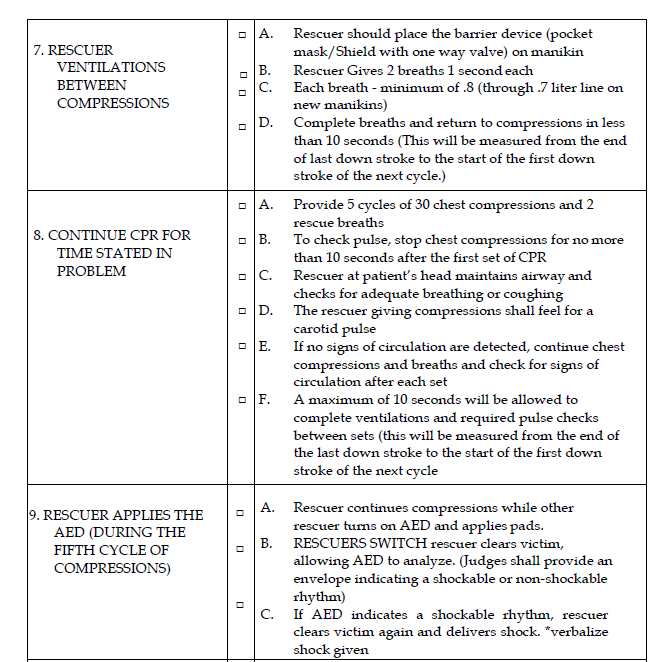 7. RESCUER
VENTILATIONS
BETWEEN
COMPRESSIONS
□ A. Rescuer should place the barrier device (pocket
mask/Shield with one way valve) on manikin
□ B. Rescuer Gives 2 breaths 1 second each
□ C. Each breath - minimum of .8 (through .7 liter line on
new manikins)
□ D. Complete breaths and return to compressions in less
than 10 seconds (This will be measured from the end
of last down stroke to the start of the first down
stroke of the next cycle.)
8. CONTINUE CPR FOR
TIME STATED IN
PROBLEM
□ A. Provide 5 cycles of 30 chest compressions and 2
rescue breaths
□ B. To check pulse, stop chest compressions for no more
than 10 seconds after the first set of CPR
□ C. Rescuer at patient's head maintains airway and
checks for adequate breathing or coughing
□ D. The rescuer giving compressions shall feel for a
carotid pulse
□ E. If no signs of circulation are detected, continue chest
compressions and breaths and check for signs of
circulation after each set
□ F. A maximum of 10 seconds will be allowed to
complete ventilations and required pulse checks
between sets (this will be measured from the end of
the last down stroke to the start of the first down
stroke of the next cycle
9. RESCUER APPLIES THE
AED (DURING THE
FIFTH CYCLE OF
COMPRESSIONS)
□ A. Rescuer continues compressions while other
rescuer turns on AED and applies pads.
□ B. RESCUERS SWITCH rescuer clears victim,
allowing AED to analyze. (Judges shall provide an
envelope indicating a shockable or non-shockable
rhythm)
□ C. If AED indicates a shockable rhythm, rescuer
clears victim again and delivers shock. *verbalize
shock given